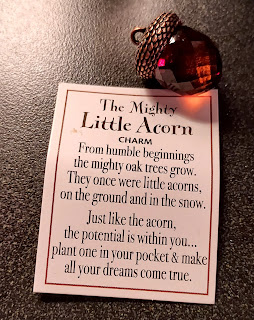 The Mighty
Little Acorn
CHARM
From humble beginnings
the mighty oak trees grow.
They once were little acorns,
on the ground and in the snow.
Just like the acorn,
the potential is within you...
plant one in your pocket & make
all your dreams come true.